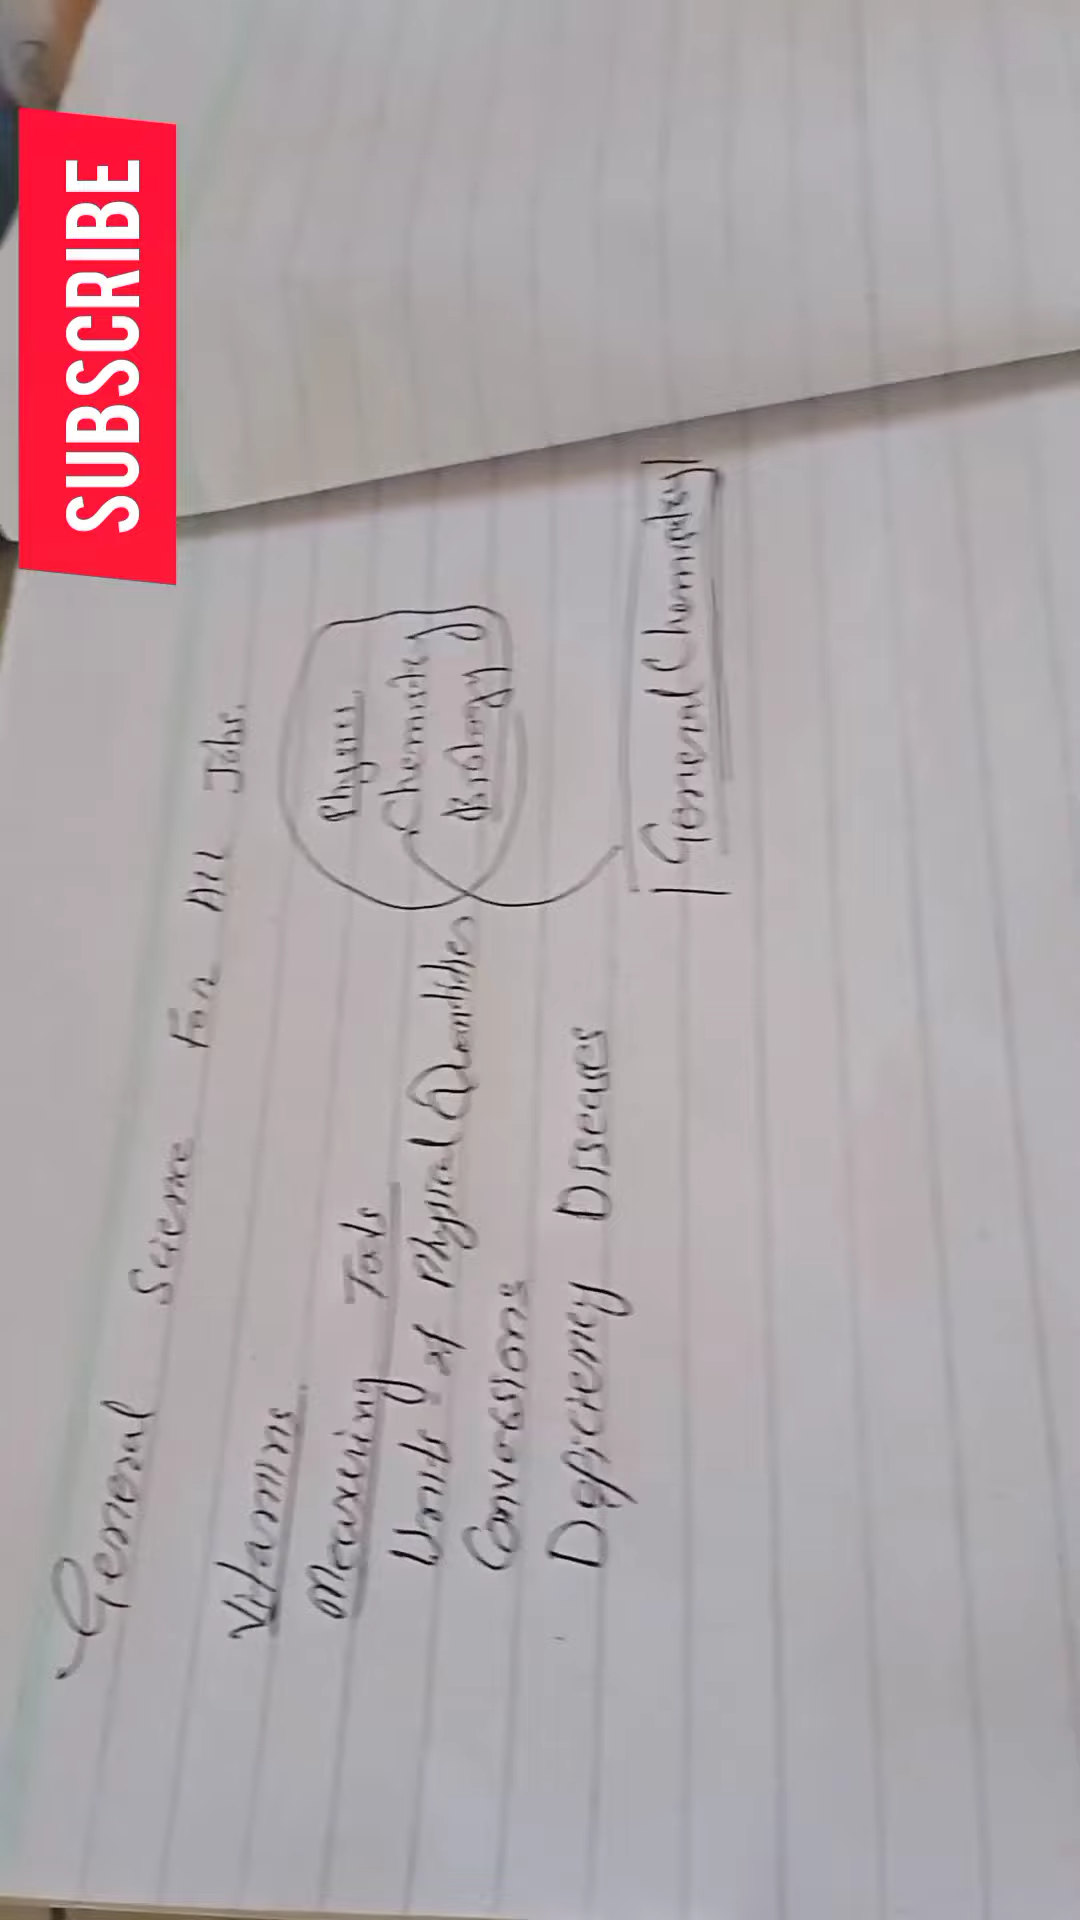 SUBSCRIBE
General Science For All Jobs.
Vitamins
Measuring Tools
Units of Physical Quantities
Conversions
Deficiency Diseases
Physics
Chemistry
Biology
General Chemistry